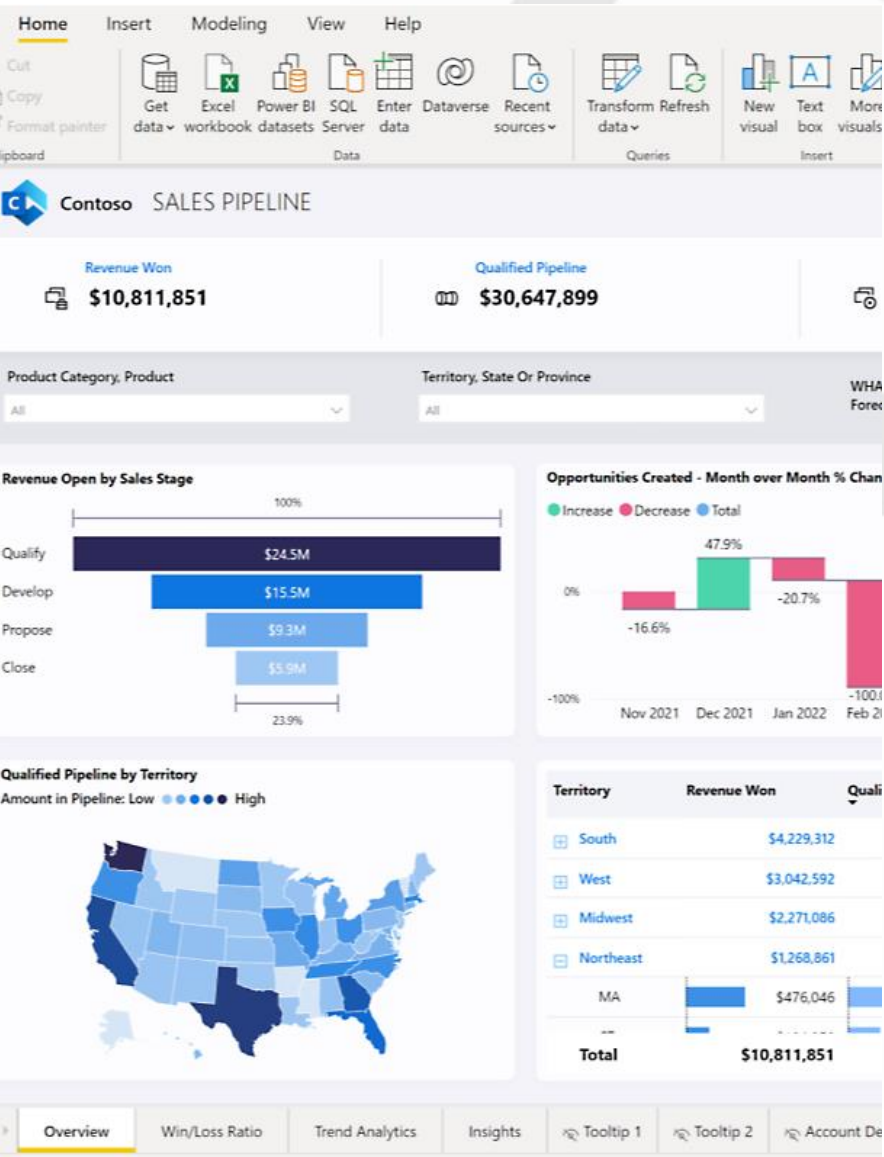 Home Insert Modeling View Help
Cut
Copy
Format painter
Get data
Excel workbook
Power BI datasets
SQL Server
Enter data
Dataverse
Recent sources
Transform data
Refresh
New visual
Text box
More visuals
Data
Queries
Insert
Contoso SALES PIPELINE
Revenue Won
$10,811,851
Qualified Pipeline
$30,647,899
Product Category, Product
All
Territory, State Or Province
All
Revenue Open by Sales Stage
100%
Qualify $24.5M
Develop $15.5M
Propose $9.3M
Close $5.9M
23.9%
Opportunities Created - Month over Month %
Increase Decrease Total
47.9%
0%
-20.7%
-16.6%
-100%
Nov 2021 Dec 2021 Jan 2022 Feb
Qualified Pipeline by Territory
Amount in Pipeline: Low High
Territory Revenue Won
South $4,229,312
West $3,042,592
Midwest $2,271,086
Northeast $1,268,861
MA $476,046
Total $10,811,851
Overview Win/Loss Ratio Trend Analytics Insights Tooltip 1 Tooltip 2 Account